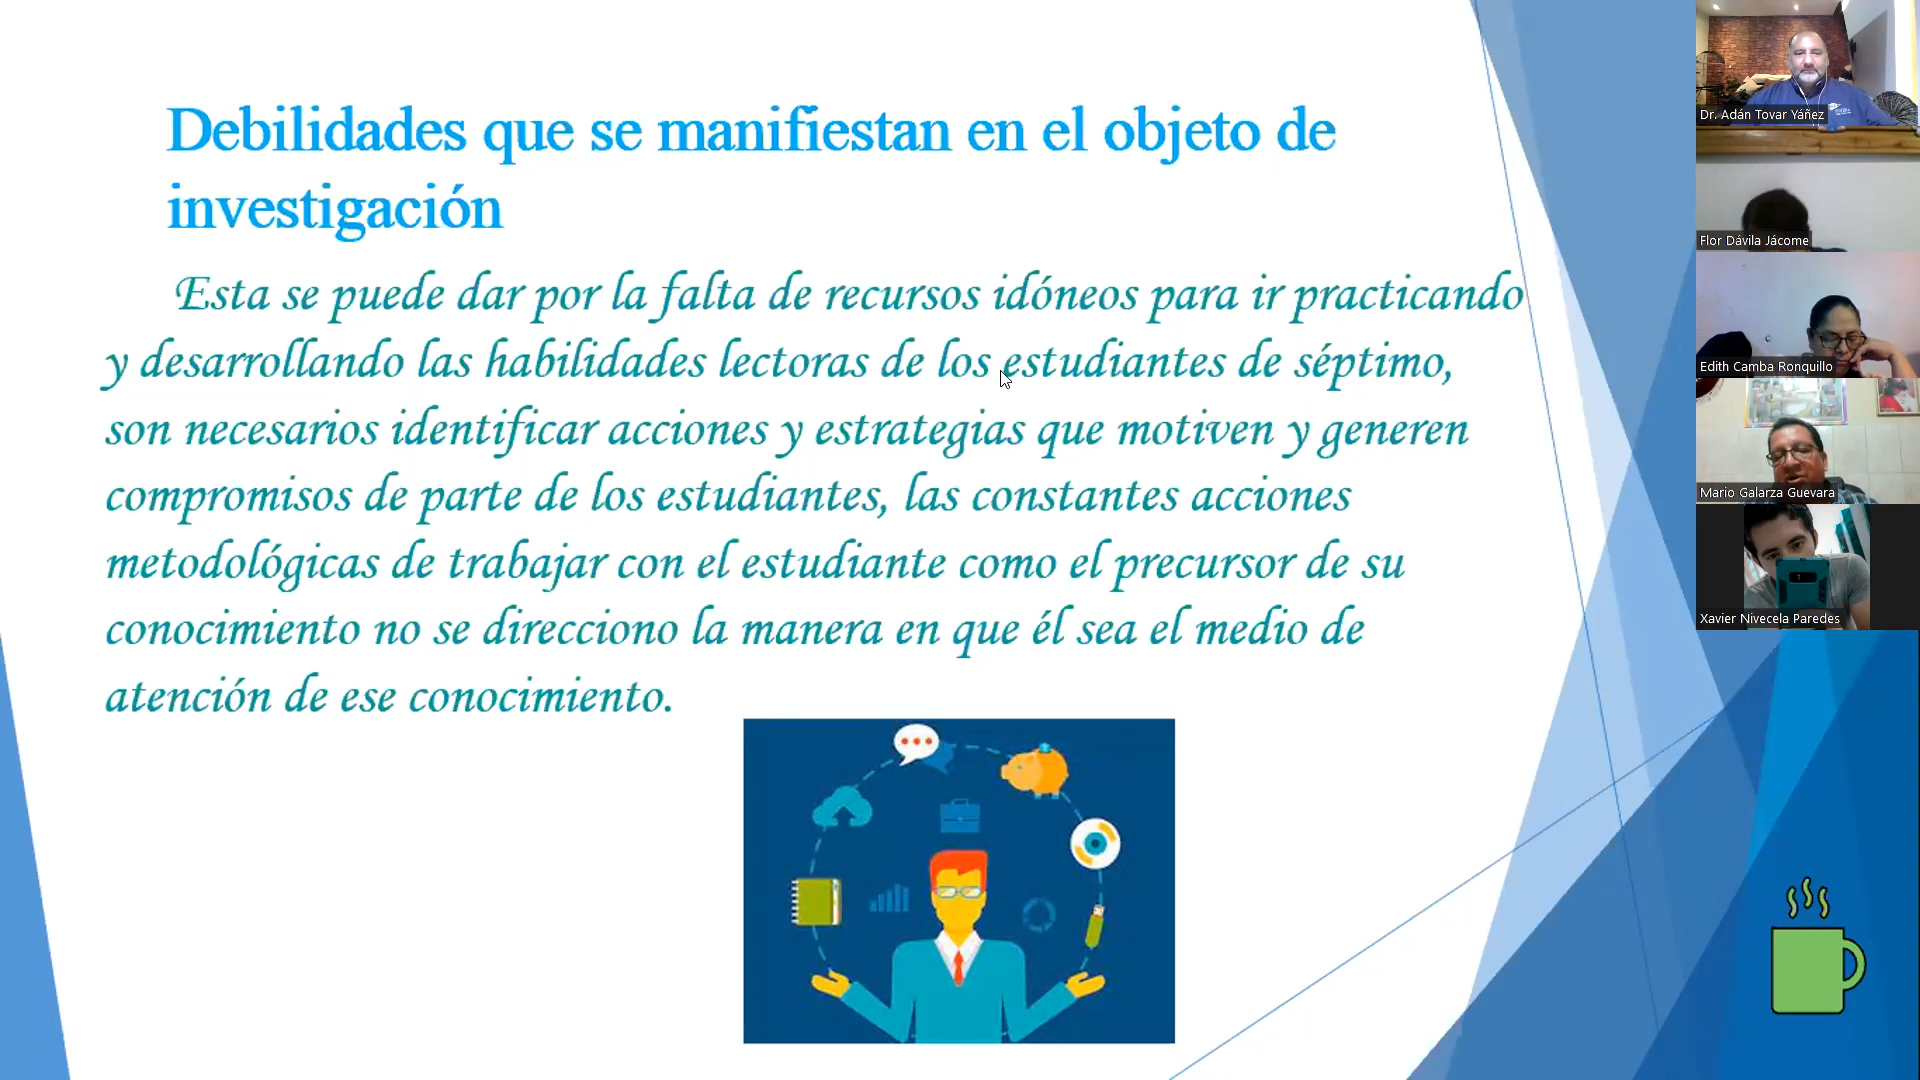 Debilidades que se manifiestan en el objeto de
investigación
Esta se puede dar por la falta de recursos idóneos para ir practicando
y desarrollando las habilidades lectoras de los estudiantes de séptimo,
son necesarios identificar acciones y estrategias que motiven y generen
compromisos de parte de los estudiantes, las constantes acciones
metodológicas de trabajar con el estudiante como el precursor de su
conocimiento no se direcciono la manera en que él sea el medio de
atención de ese conocimiento.
Dr. Adán Tovar Yáñez
Flor Dávila Jácome
Edith Camba Ronquillo
Mario Galarza Guevara
Xavier Nivecela Paredes